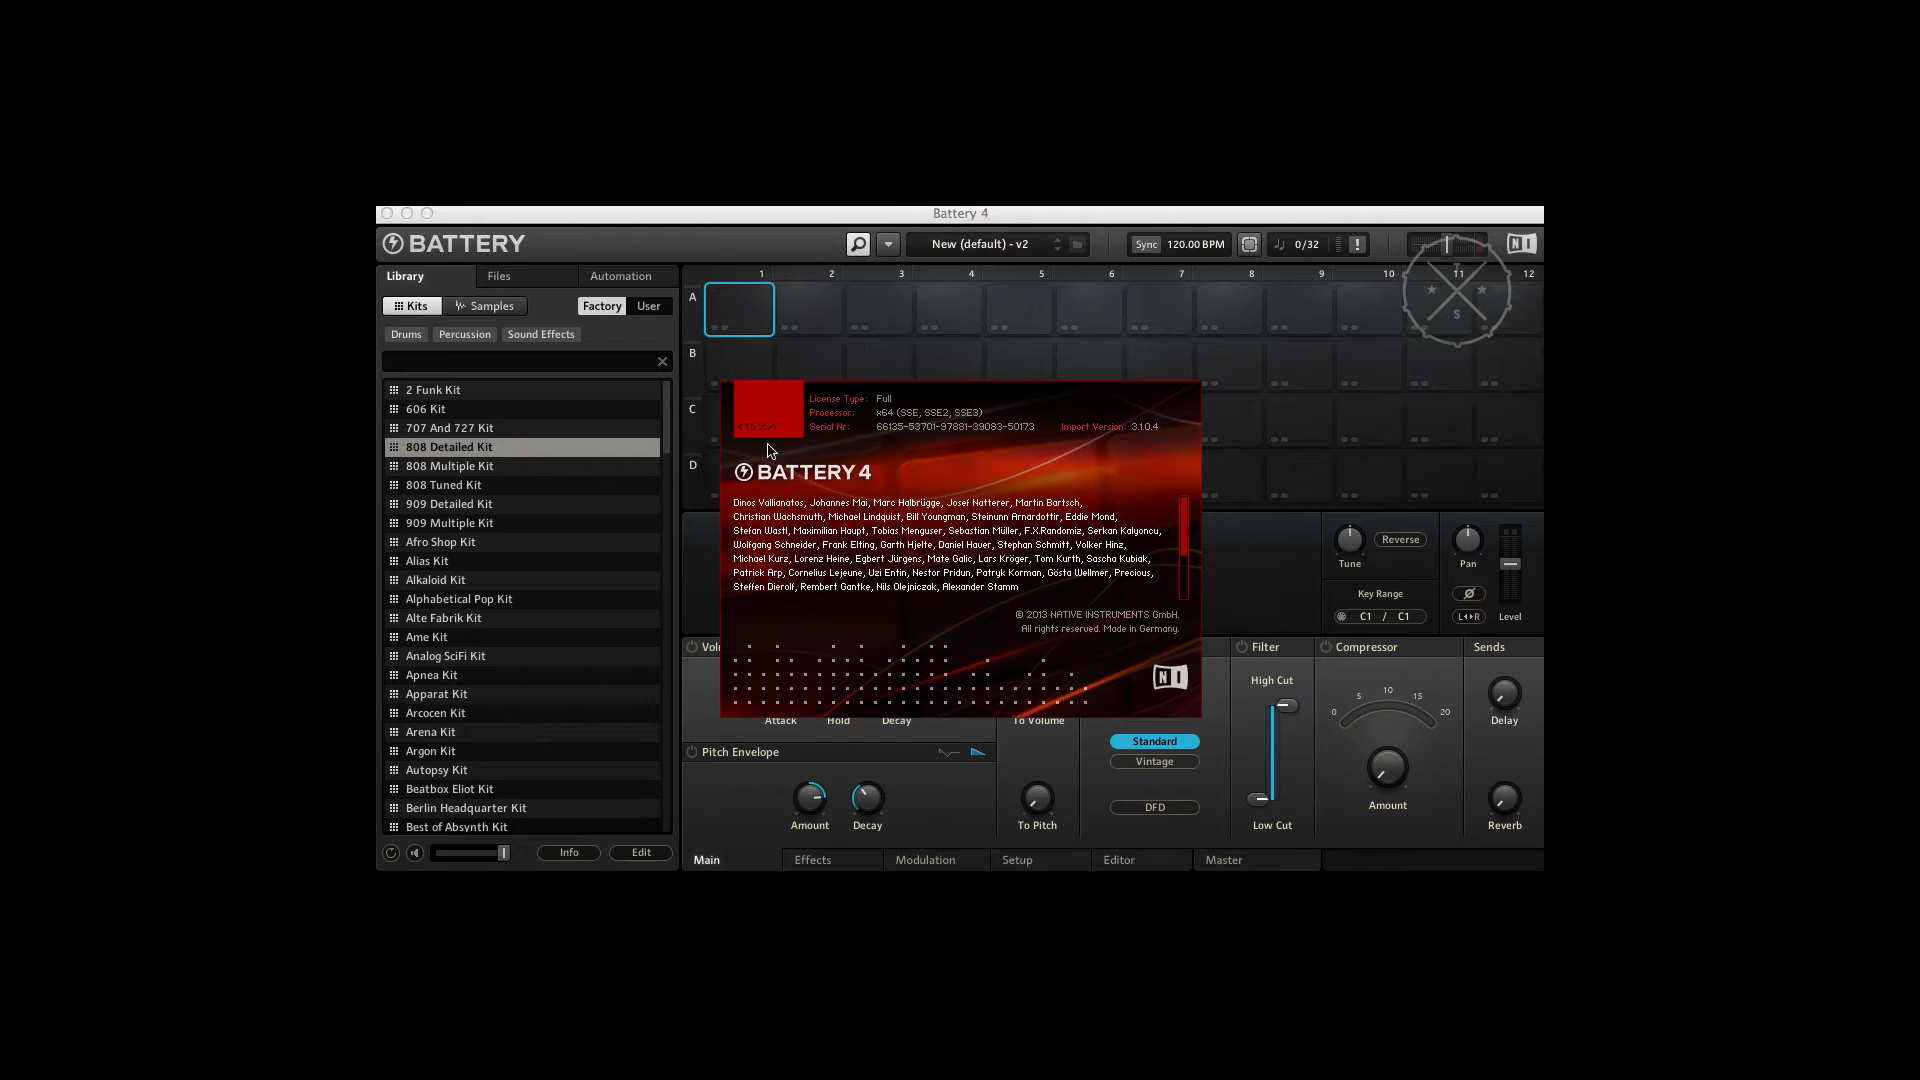 Battery 4
BATTERY
New (default) - v2
Sync 120.00 BPM
0/32
!
NI
Library Files Automation
Kits Samples Factory User
Drums Percussion Sound Effects
2 Funk Kit
606 Kit
707 And 727 Kit
808 Detailed Kit
808 Multiple Kit
808 Tuned Kit
909 Detailed Kit
909 Multiple Kit
Afro Shop Kit
Alias Kit
Alkaloid Kit
Alphabetical Pop Kit
Alte Fabrik Kit
Ame Kit
Analog SciFi Kit
Apnea Kit
Apparat Kit
Arcocen Kit
Arena Kit
Argon Kit
Autopsy Kit
Beatbox Eliot Kit
Berlin Headquarter Kit
Best of Absynth Kit
Info Edit
1 2 3 4 5 6 7 8 9 10 11 12
A
B
C
D
T
S
License Type: Full
Processor: x64 (SSE, SSE2, SSE3)
Serial Nr: 66135-53701-97881-39083-50173 Import Version: 3.1.0.4
BATTERY 4
Dinos Vallianatos, Johannes Mai, Marc Halbrügge, Josef Natterer, Martin Bartsch,
Christian Wachsmuth, Michael Lindqvist, Bill Youngman, Steinunn Arnardottir, Eddie Mond,
Stefan Wastl, Maximilian Haupt, Tobias Menguser, Sebastian Müller, F.X.Randomiz, Serkan Kalyoncu,
Wolfgang Schneider, Frank Elting, Garth Hjelte, Daniel Hauer, Stephan Schmitt, Volker Hinz,
Michael Kurz, Lorenz Heine, Egbert Jürgens, Mate Galic, Lars Kröger, Tom Kurth, Sascha Kubiak,
Patrick Arp, Cornelius Lejeune, Uzi Entin, Nestor Pridun, Patryk Korman, Gösta Wellmer, Precious,
Steffen Dierolf, Rembert Gantke, Nils Olejniczak, Alexander Stamm
© 2013 NATIVE INSTRUMENTS GmbH.
All rights reserved. Made in Germany.
NI
Tune Reverse
Key Range
C1 / C1
Pan
L R
Level
Volu
Attack Hold Decay
To Volume
Pitch Envelope
Amount Decay
To Pitch
Standard
Vintage
DFD
Filter
High Cut
Low Cut
Compressor
0 5 10 15 20
Amount
Sends
Delay
Reverb
Main Effects Modulation Setup Editor Master